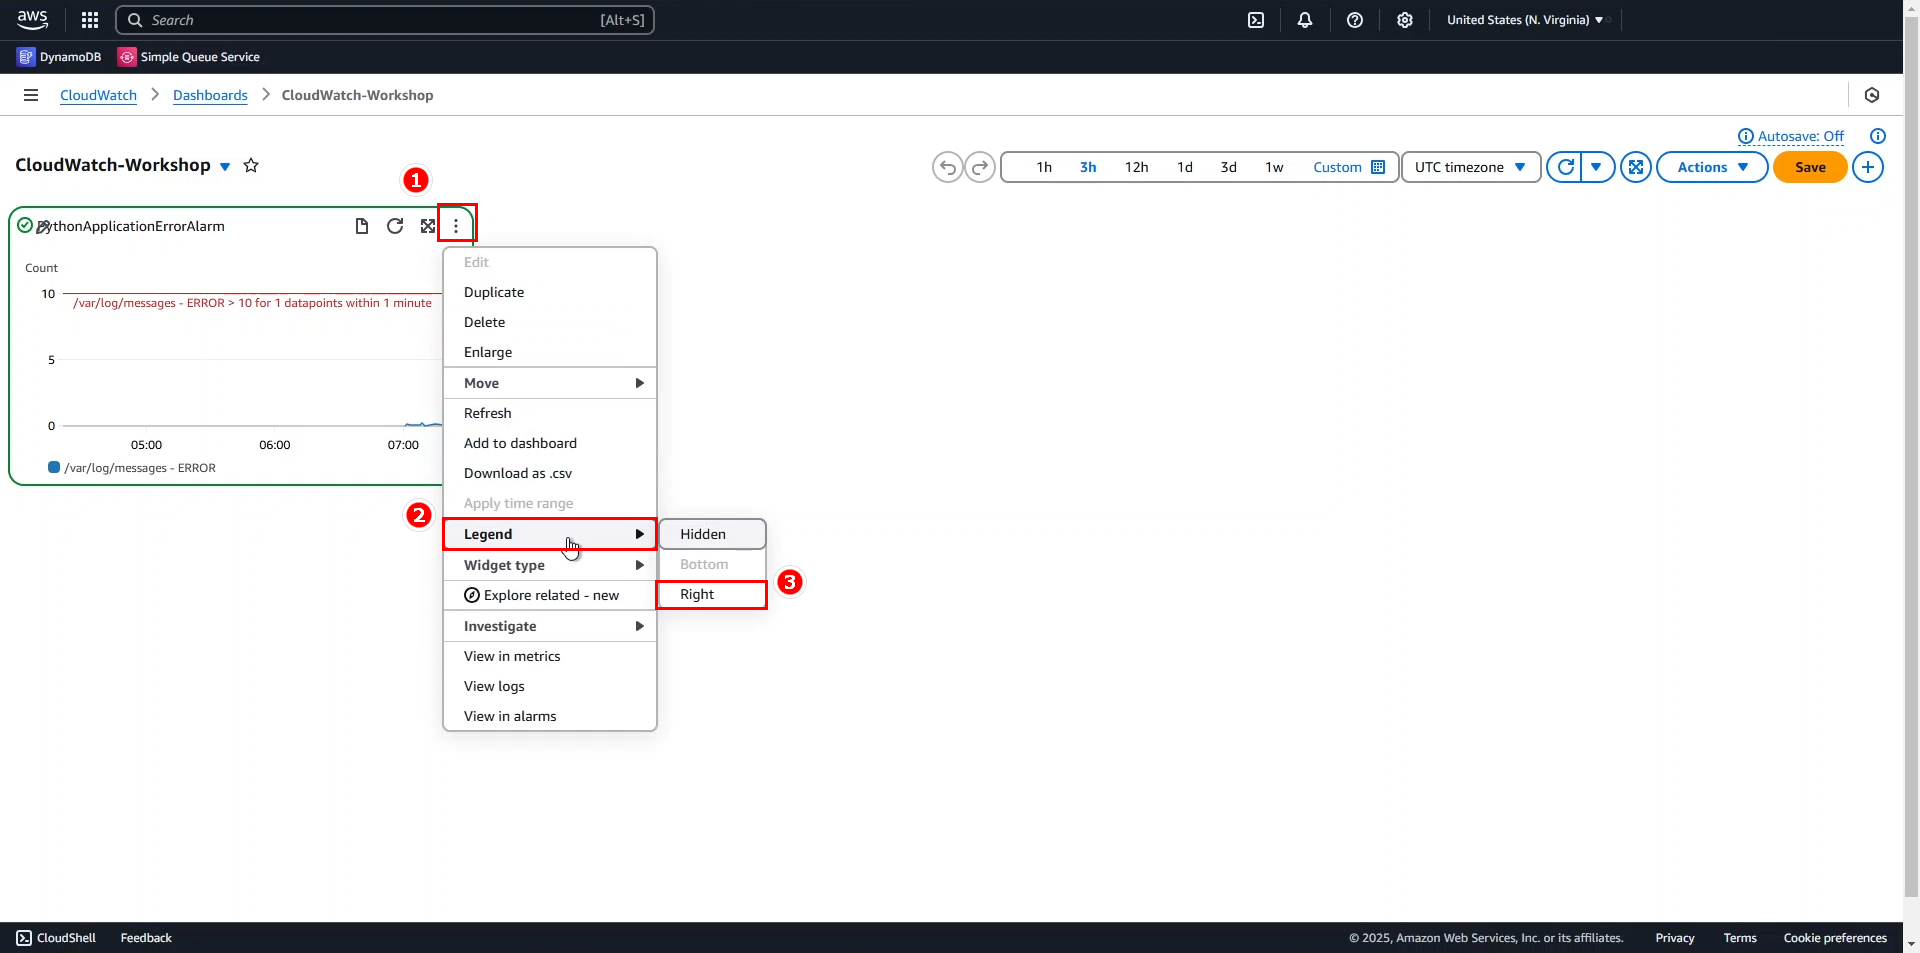 aws
Search
[Alt+S]
United States (N. Virginia)
DynamoDB
Simple Queue Service
CloudWatch
Dashboards
CloudWatch-Workshop
Autosave: Off
CloudWatch-Workshop
1h
3h
12h
1d
3d
1w
Custom
UTC timezone
Actions
Save
1
PythonApplicationErrorAlarm
Count
10
/var/log/messages - ERROR > 10 for 1 datapoints within 1 minute
5
0
05:00
06:00
07:00
/var/log/messages - ERROR
Edit
Duplicate
Delete
Enlarge
Move
Refresh
Add to dashboard
Download as .csv
Apply time range
2
Legend
Widget type
Explore related - new
Investigate
View in metrics
View logs
View in alarms
Hidden
Bottom
Right
3
CloudShell
Feedback
© 2025, Amazon Web Services, Inc. or its affiliates.
Privacy
Terms
Cookie preferences